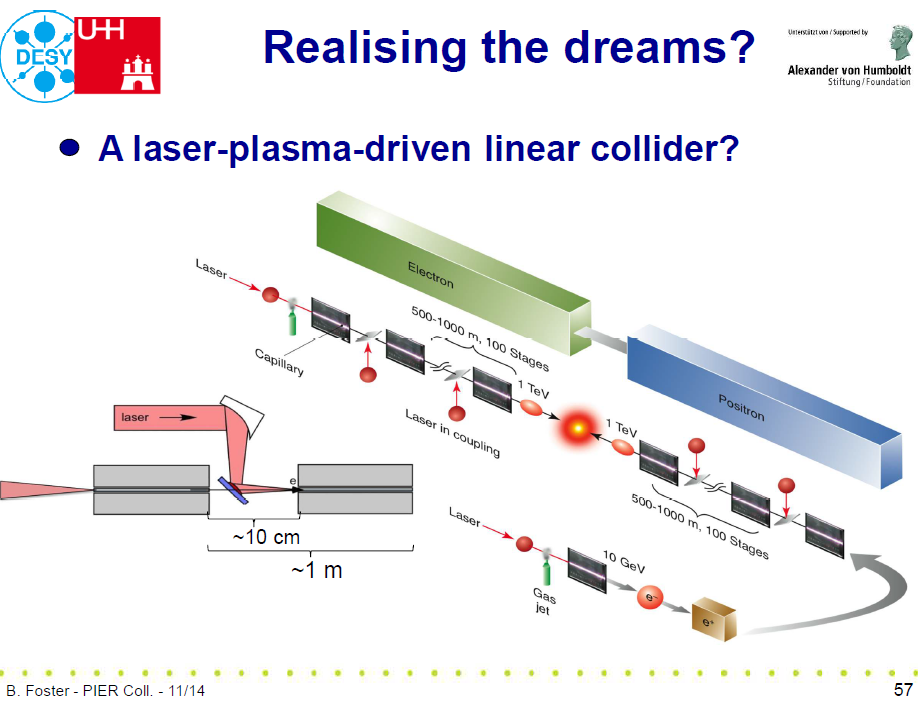 DESY
UHH
Realising the dreams?
Unterstützt von / Supported by
Alexander von Humboldt
Stiftung / Foundation
● A laser-plasma-driven linear collider?
Electron
Laser
Capillary
500-1000 m, 100 Stages
1 TeV
Laser in coupling
1 TeV
Positron
500-1000 m, 100 Stages
laser
e
~10 cm
~1 m
Laser
Gas
jet
10 GeV
e−
e+
B. Foster - PIER Coll. - 11/14
57